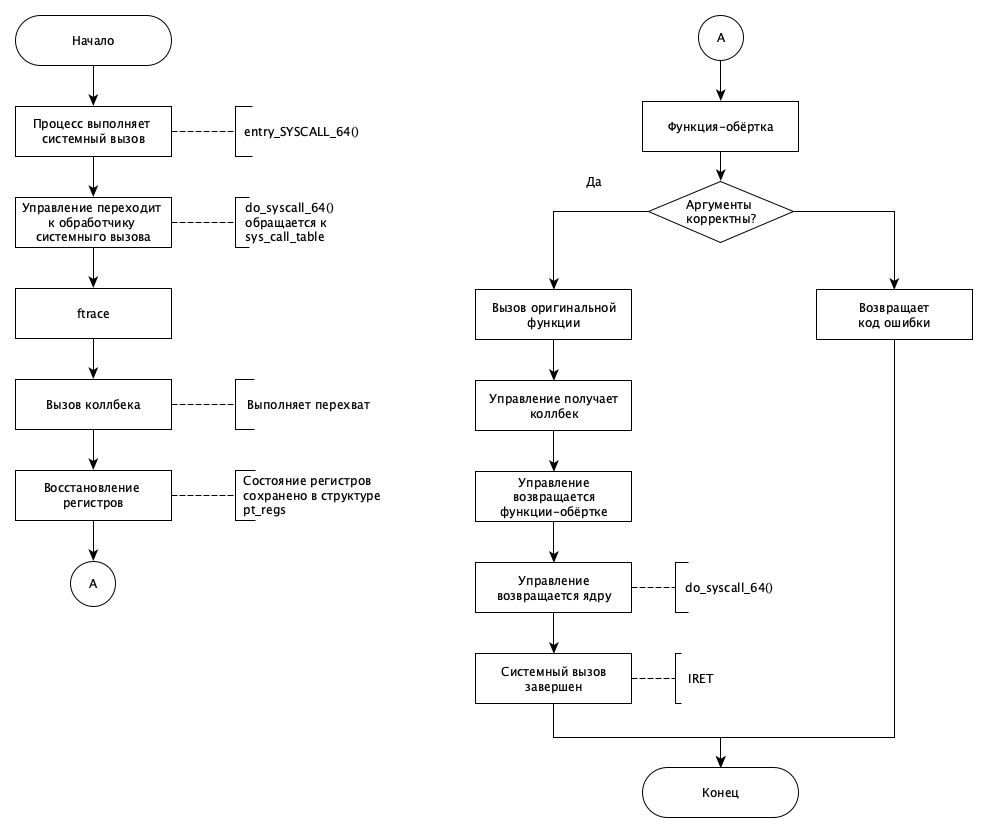 Начало
Процесс выполняет
системный вызов
entry_SYSCALL_64()
Управление переходит
к обработчику
системныго вызова
do_syscall_64()
обращается к
sys_call_table
ftrace
Вызов коллбека
Выполняет перехват
Восстановление
регистров
Состояние регистров
сохранено в структуре
pt_regs
А
А
Функция-обёртка
Аргументы
корректны?
Да
Вызов оригинальной
функции
Возвращает
код ошибки
Управление получает
коллбек
Управление
возвращается
функции-обёртке
Управление
возвращается ядру
do_syscall_64()
Системный вызов
завершен
IRET
Конец